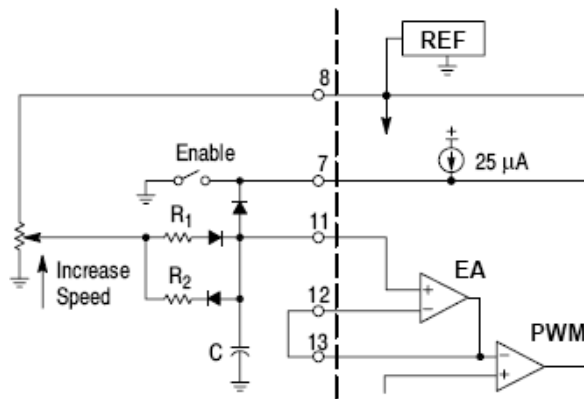 REF
8
Enable
7
+
25 µA
R1
11
Increase
Speed
R2
12
EA
+
−
13
PWM
−
+
C